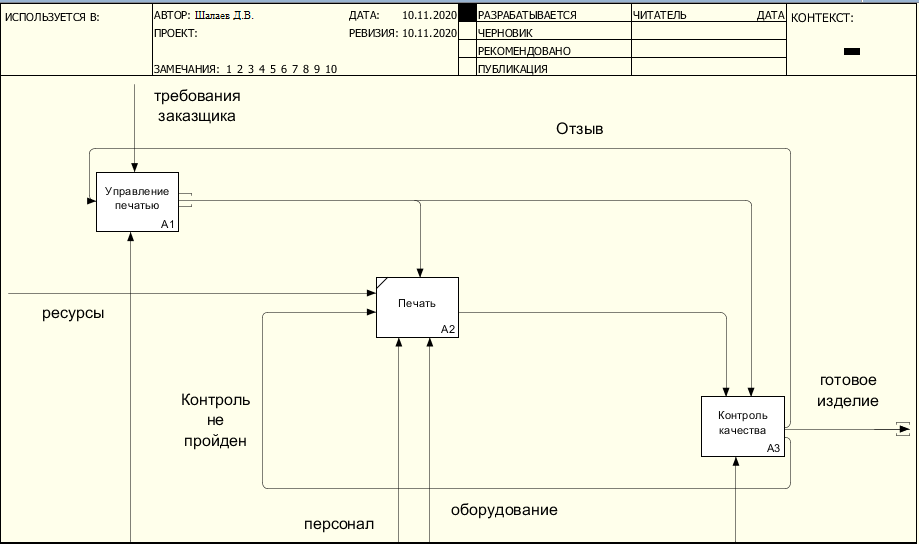 ИСПОЛЬЗУЕТСЯ В:
АВТОР: Шалаев Д.В.
ДАТА: 10.11.2020
ПРОЕКТ:
РЕВИЗИЯ: 10.11.2020
ЗАМЕЧАНИЯ: 1 2 3 4 5 6 7 8 9 10
РАЗРАБАТЫВАЕТСЯ
ЧЕРНОВИК
РЕКОМЕНДОВАНО
ПУБЛИКАЦИЯ
ЧИТАТЕЛЬ
ДАТА
КОНТЕКСТ:
требования
заказщика
Отзыв
Управление
печатью
A1
ресурсы
Печать
A2
Контроль
не
пройден
Контроль
качества
A3
готовое
изделие
персонал
оборудование